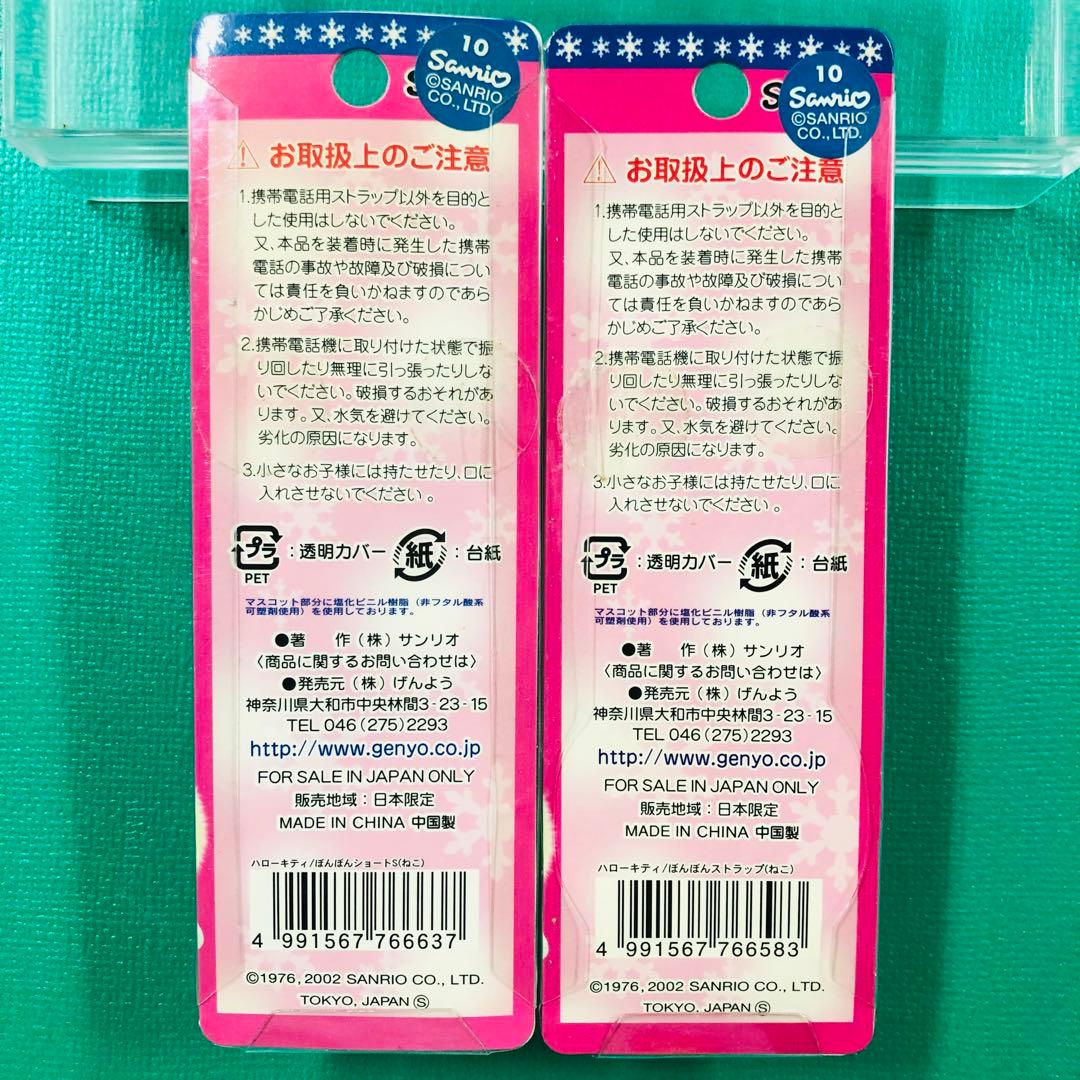 10
Sanrio
©SANRIO
CO., LTD.
お取扱上のご注意
1.携帯電話用ストラップ以外を目的と
した使用はしないでください。
又、本品を装着時に発生した携帯
電話の事故や故障及び破損につい
ては責任を負いかねますのであら
かじめご了承ください。
2.携帯電話機に取り付けた状態で振
り回したり無理に引っ張ったりしな
いでください。破損するおそれがあ
ります。又、水気を避けてください。
劣化の原因になります。
3.小さなお子様には持たせたり、口に
入れさせないでください。
プラ
PET
:透明カバー
紙
:台紙
マスコット部分に塩化ビニル樹脂(非フタル酸系
可塑剤使用)を使用しております。
●著 作(株)サンリオ
〈商品に関するお問い合わせは〉
●発売元(株)げんよう
神奈川県大和市中央林間3-23-15
TEL 046(275)2293
http://www.genyo.co.jp
FOR SALE IN JAPAN ONLY
販売地域:日本限定
MADE IN CHINA 中国製
ハローキティ/ぽんぽんショートS(ねこ)
4 991567 766637
©1976, 2002 SANRIO CO., LTD.
TOKYO, JAPAN Ⓢ
10
Sanrio
©SANRIO
CO., LTD.
お取扱上のご注意
1.携帯電話用ストラップ以外を目的と
した使用はしないでください。
又、本品を装着時に発生した携帯
電話の事故や故障及び破損につい
ては責任を負いかねますのであら
かじめご了承ください。
2.携帯電話機に取り付けた状態で振
り回したり無理に引っ張ったりしな
いでください。破損するおそれがあ
ります。又、水気を避けてください。
劣化の原因になります。
3.小さなお子様には持たせたり、口に
入れさせないでください。
プラ
PET
:透明カバー
紙
:台紙
マスコット部分に塩化ビニル樹脂(非フタル酸系
可塑剤使用)を使用しております。
●著 作(株)サンリオ
〈商品に関するお問い合わせは〉
●発売元(株)げんよう
神奈川県大和市中央林間3-23-15
TEL 046(275)2293
http://www.genyo.co.jp
FOR SALE IN JAPAN ONLY
販売地域:日本限定
MADE IN CHINA 中国製
ハローキティ/ぽんぽんストラップ(ねこ)
4 991567 766583
©1976, 2002 SANRIO CO., LTD.
TOKYO, JAPAN Ⓢ